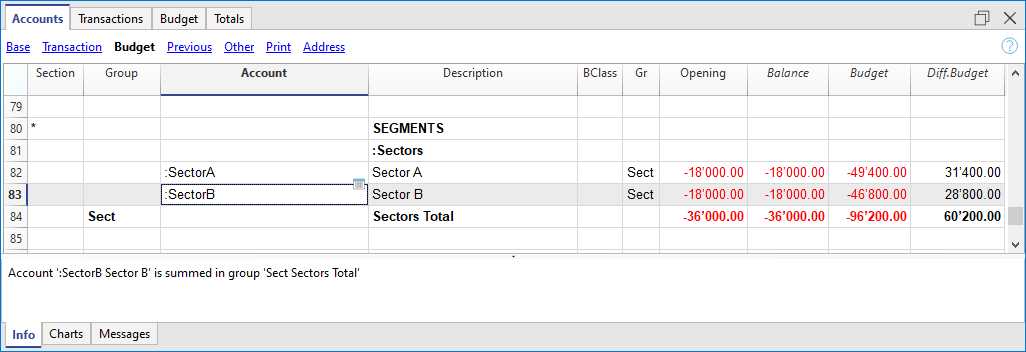 Accounts Transactions Budget Totals
Base Transaction Budget Previous Other Print Address ?
Section Group Account Description BClass Gr Opening Balance Budget Diff.Budget
79
80 * SEGMENTS
81 :Sectors
82 :SectorA Sector A Sect -18’000.00 -18’000.00 -49’400.00 31’400.00
83 :SectorB Sector B Sect -18’000.00 -18’000.00 -46’800.00 28’800.00
84 Sect Sectors Total -36’000.00 -36’000.00 -96’200.00 60’200.00
85
Account ':SectorB Sector B' is summed in group 'Sect Sectors Total'
Info Charts Messages